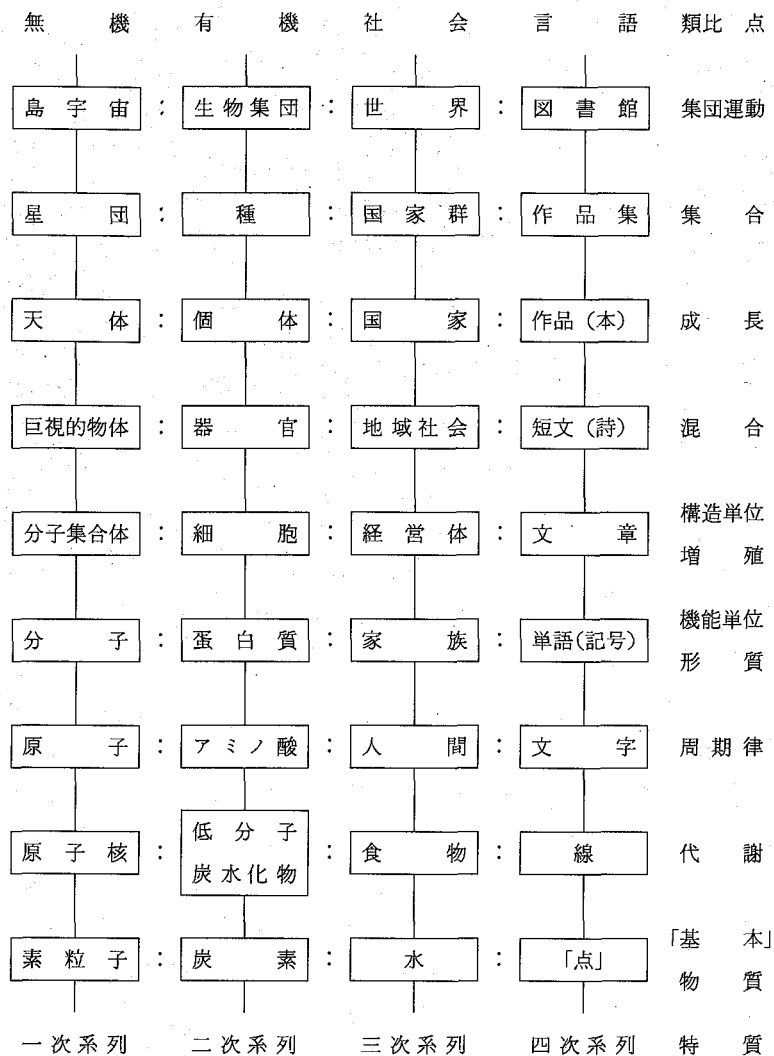 無機 有機 社会 言語 類比点
島宇宙 : 生物集団 : 世界 : 図書館 集団運動
星団 : 種 : 国家群 : 作品集 集合
天体 : 個体 : 国家 : 作品(本) 成長
巨視的物体 : 器官 : 地域社会 : 短文(詩) 混合
分子集合体 : 細胞 : 経営体 : 文章 構造単位
増殖
分子 : 蛋白質 : 家族 : 単語(記号) 機能単位
形質
原子 : アミノ酸 : 人間 : 文字 周期律
原子核 : 低分子 : 食物 : 線 代謝
炭水化物
素粒子 : 炭素 : 水 : 「点」 「基本」
物質
一次系列 二次系列 三次系列 四次系列 特質